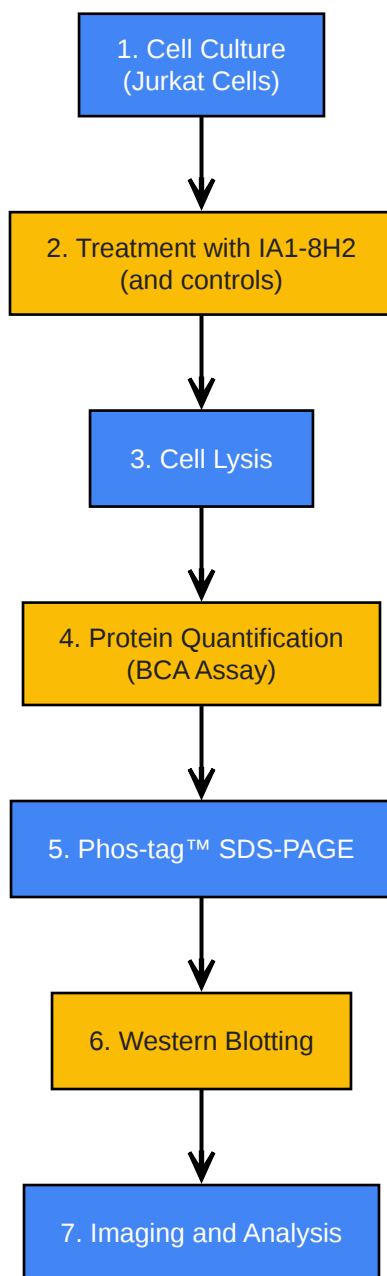 1. Cell Culture
(Jurkat Cells)
2. Treatment with IA1-8H2
(and controls)
3. Cell Lysis
4. Protein Quantification
(BCA Assay)
5. Phos-tag™ SDS-PAGE
6. Western Blotting
7. Imaging and Analysis